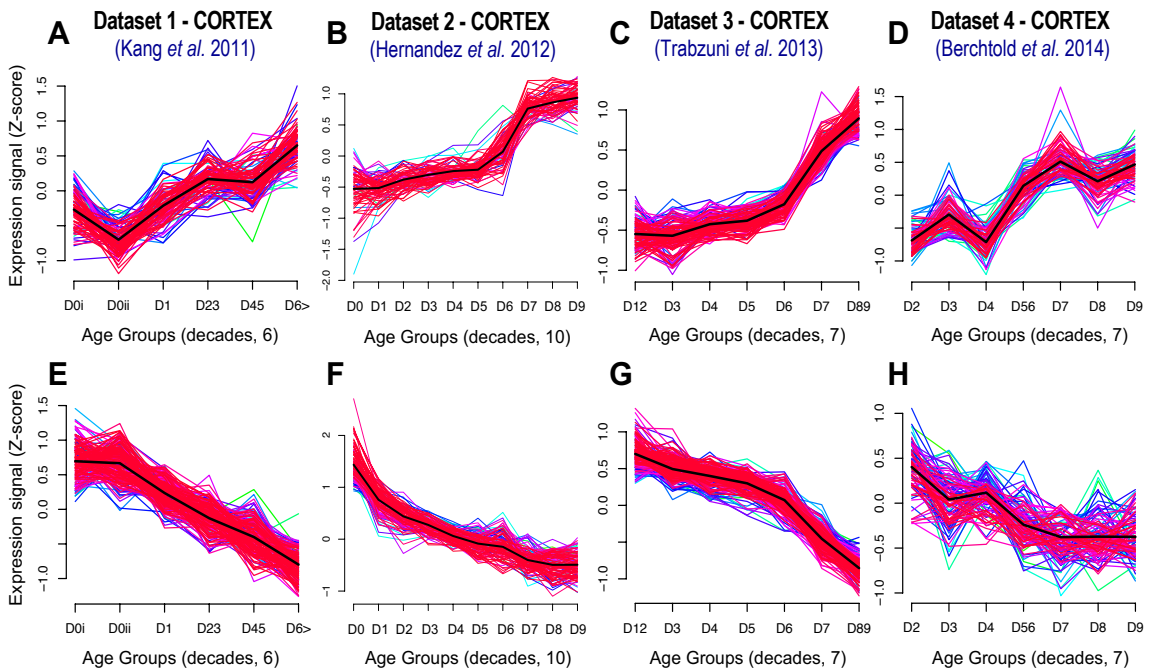 A
Dataset 1 - CORTEX
(Kang et al. 2011)
B
Dataset 2 - CORTEX
(Hernandez et al. 2012)
C
Dataset 3 - CORTEX
(Trabzuni et al. 2013)
D
Dataset 4 - CORTEX
(Berchtold et al. 2014)
Expression signal (Z-score)
1.5
1.0
0.5
0.0
−1.0
D0i D0ii D1 D23 D45 D6>
Age Groups (decades, 6)
1.0
0.5
0.0
−0.5
−1.0
−1.5
−2.0
D0 D1 D2 D3 D4 D5 D6 D7 D8 D9
Age Groups (decades, 10)
1.0
0.5
0.0
−0.5
−1.0
D12 D3 D4 D5 D6 D7 D89
Age Groups (decades, 7)
1.5
1.0
0.5
0.0
−1.0
D2 D3 D4 D56 D7 D8 D9
Age Groups (decades, 7)
E
Expression signal (Z-score)
1.5
1.0
0.5
0.0
−1.0
D0i D0ii D1 D23 D45 D6>
Age Groups (decades, 6)
F
2
1
0
−1
D0 D1 D2 D3 D4 D5 D6 D7 D8 D9
Age Groups (decades, 10)
G
1.0
0.5
0.0
−1.0
D12 D3 D4 D5 D6 D7 D89
Age Groups (decades, 7)
H
1.0
0.5
0.0
−0.5
−1.0
D2 D3 D4 D56 D7 D8 D9
Age Groups (decades, 7)